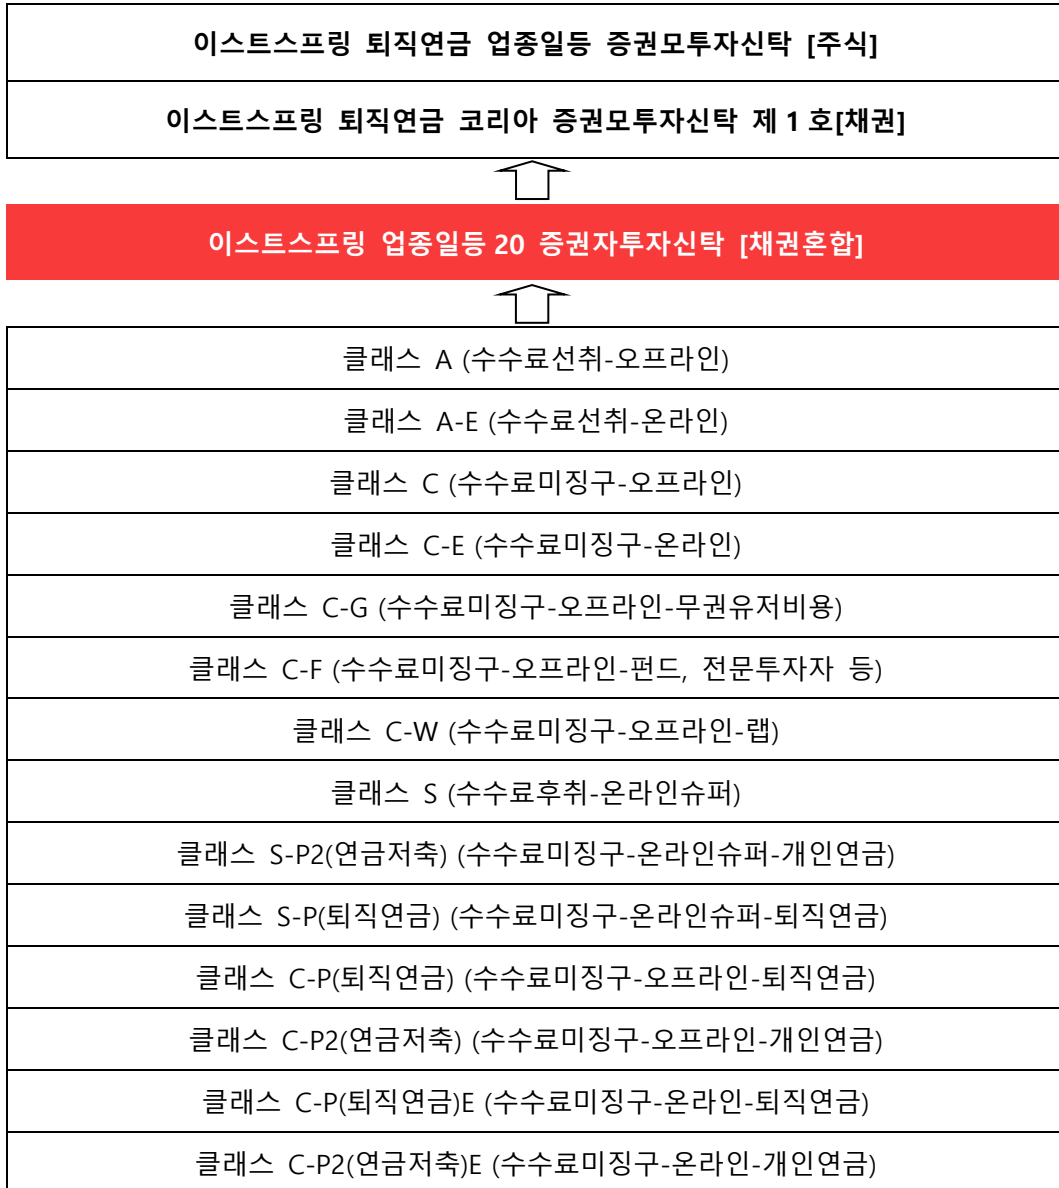 이스트스프링 퇴직연금 업종일등 증권모투자신탁 [주식]
이스트스프링 퇴직연금 코리아 증권모투자신탁 제 1 호[채권]
이스트스프링 업종일등 20 증권자투자신탁 [채권혼합]
클래스 A (수수료선취-오프라인)
클래스 A-E (수수료선취-온라인)
클래스 C (수수료미징구-오프라인)
클래스 C-E (수수료미징구-온라인)
클래스 C-G (수수료미징구-오프라인-무권유저비용)
클래스 C-F (수수료미징구-오프라인-펀드, 전문투자자 등)
클래스 C-W (수수료미징구-오프라인-랩)
클래스 S (수수료후취-온라인슈퍼)
클래스 S-P2(연금저축) (수수료미징구-온라인슈퍼-개인연금)
클래스 S-P(퇴직연금) (수수료미징구-온라인슈퍼-퇴직연금)
클래스 C-P(퇴직연금) (수수료미징구-오프라인-퇴직연금)
클래스 C-P2(연금저축) (수수료미징구-오프라인-개인연금)
클래스 C-P(퇴직연금)E (수수료미징구-온라인-퇴직연금)
클래스 C-P2(연금저축)E (수수료미징구-온라인-개인연금)